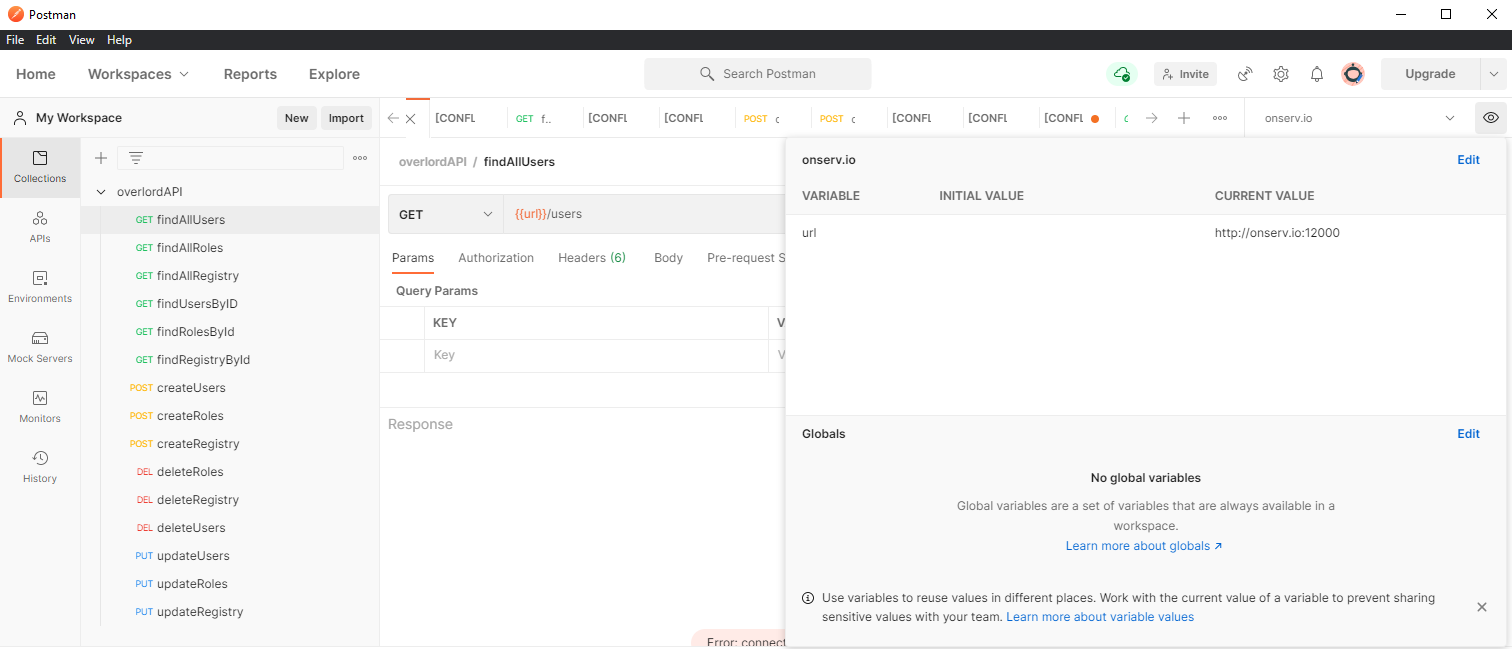 Postman
File Edit View Help
Home Workspaces Reports Explore Search Postman Invite Upgrade
My Workspace New Import
[CONFL GET f.. [CONFL [CONFL POST c POST c [CONFL [CONFL [CONFL onserv.io
Collections
APIs
Environments
Mock Servers
Monitors
History
overlordAPI
GET findAllUsers
GET findAllRoles
GET findAllRegistry
GET findUsersByID
GET findRolesById
GET findRegistryById
POST createUsers
POST createRoles
POST createRegistry
DEL deleteRoles
DEL deleteRegistry
DEL deleteUsers
PUT updateUsers
PUT updateRoles
PUT updateRegistry
overlordAPI / findAllUsers
GET {{url}}/users
Params Authorization Headers (6) Body Pre-request S
Query Params
KEY V
Key V
Response
Error: connect
onserv.io Edit
VARIABLE INITIAL VALUE CURRENT VALUE
url http://onserv.io:12000
Globals Edit
No global variables
Global variables are a set of variables that are always available in a
workspace.
Learn more about globals ↗
Use variables to reuse values in different places. Work with the current value of a variable to prevent sharing
sensitive values with your team. Learn more about variable values